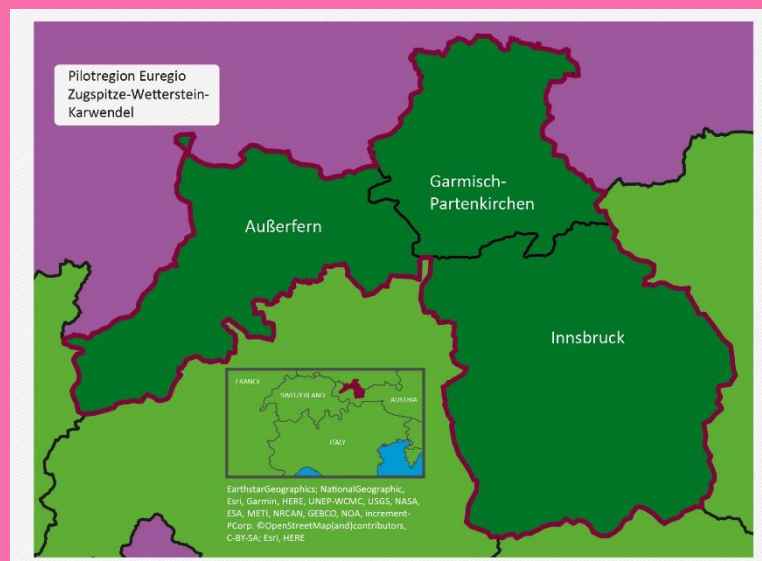 Pilotregion Euregio
Zugspitze-Wetterstein-
Karwendel
Garmisch-
Partenkirchen
Außerfern
Innsbruck
FRANCE
SWITZERLAND
AUSTRIA
ITALY
EarthstarGeographics; NationalGeographic,
Esri, Garmin, HERE, UNEP-WCMC, USGS, NASA,
ESA, METI, NRCAN, GEBCO, NOA, increment-
PCorp. ©OpenStreetMap(and)contributors,
C-BY-SA; Esri, HERE